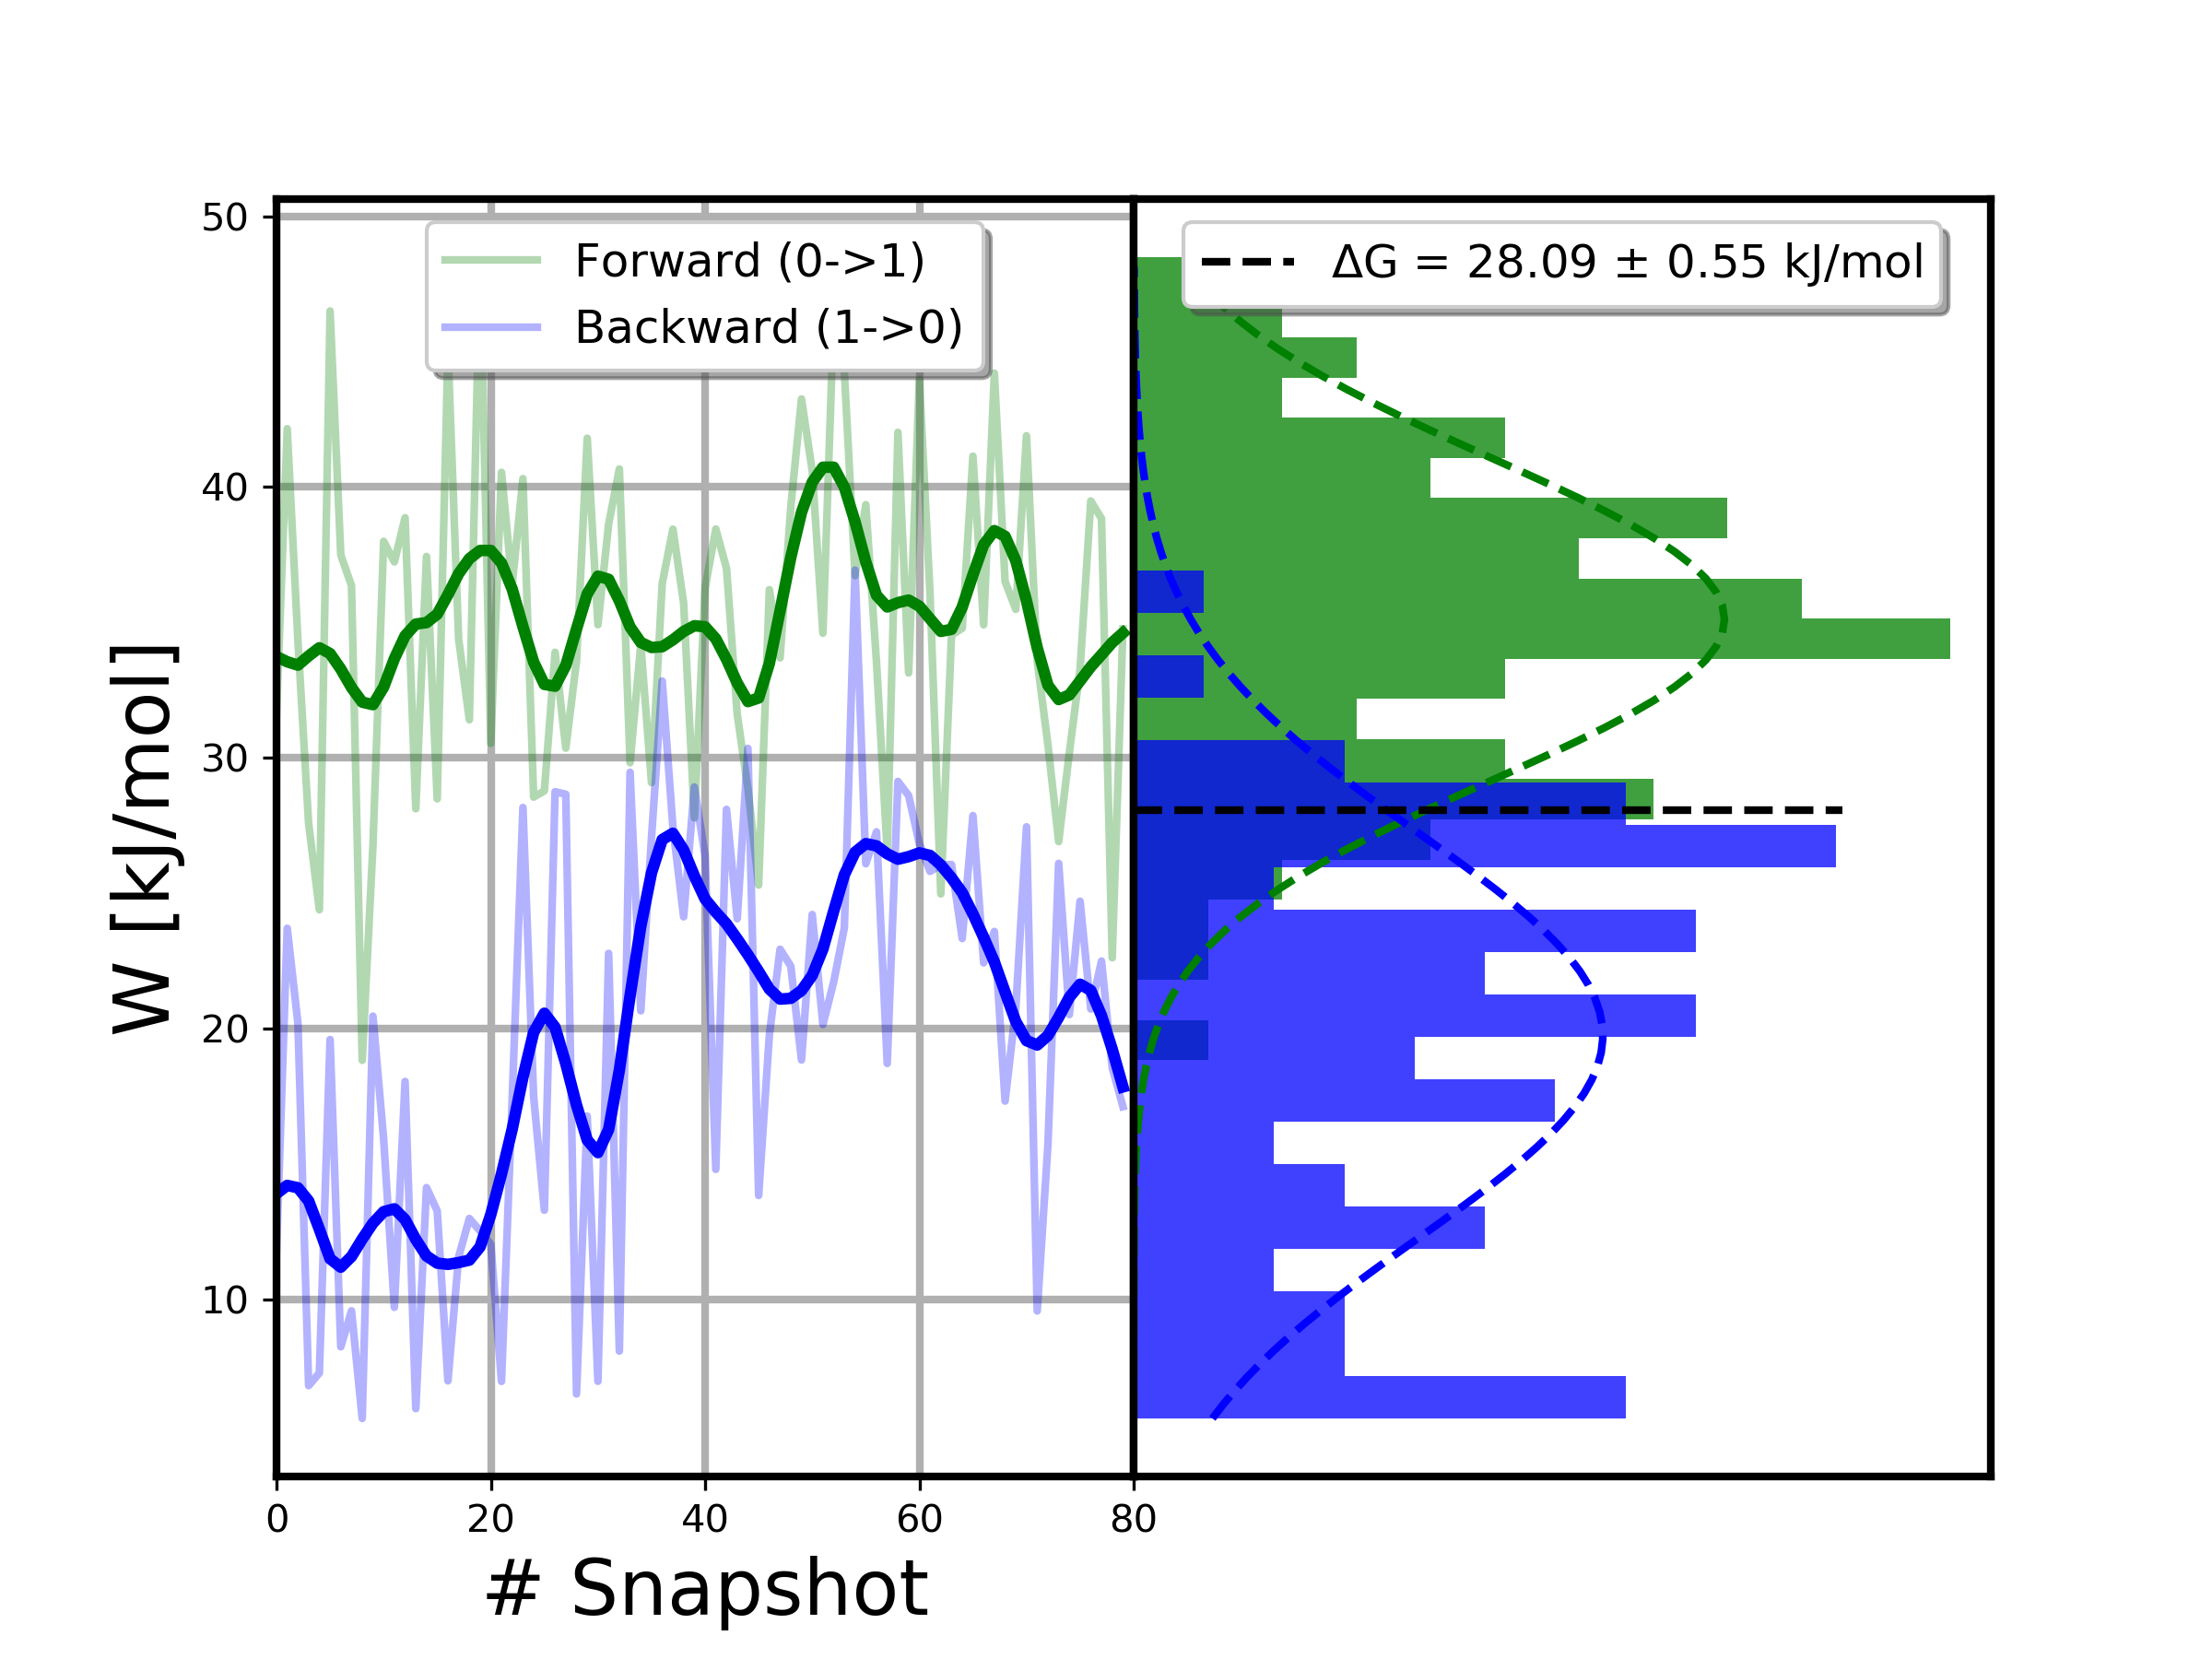 50
40
30
20
10
W [kJ/mol]
Forward (0->1)
Backward (1->0)
ΔG = 28.09 ± 0.55 kJ/mol
0 20 40 60 80
# Snapshot